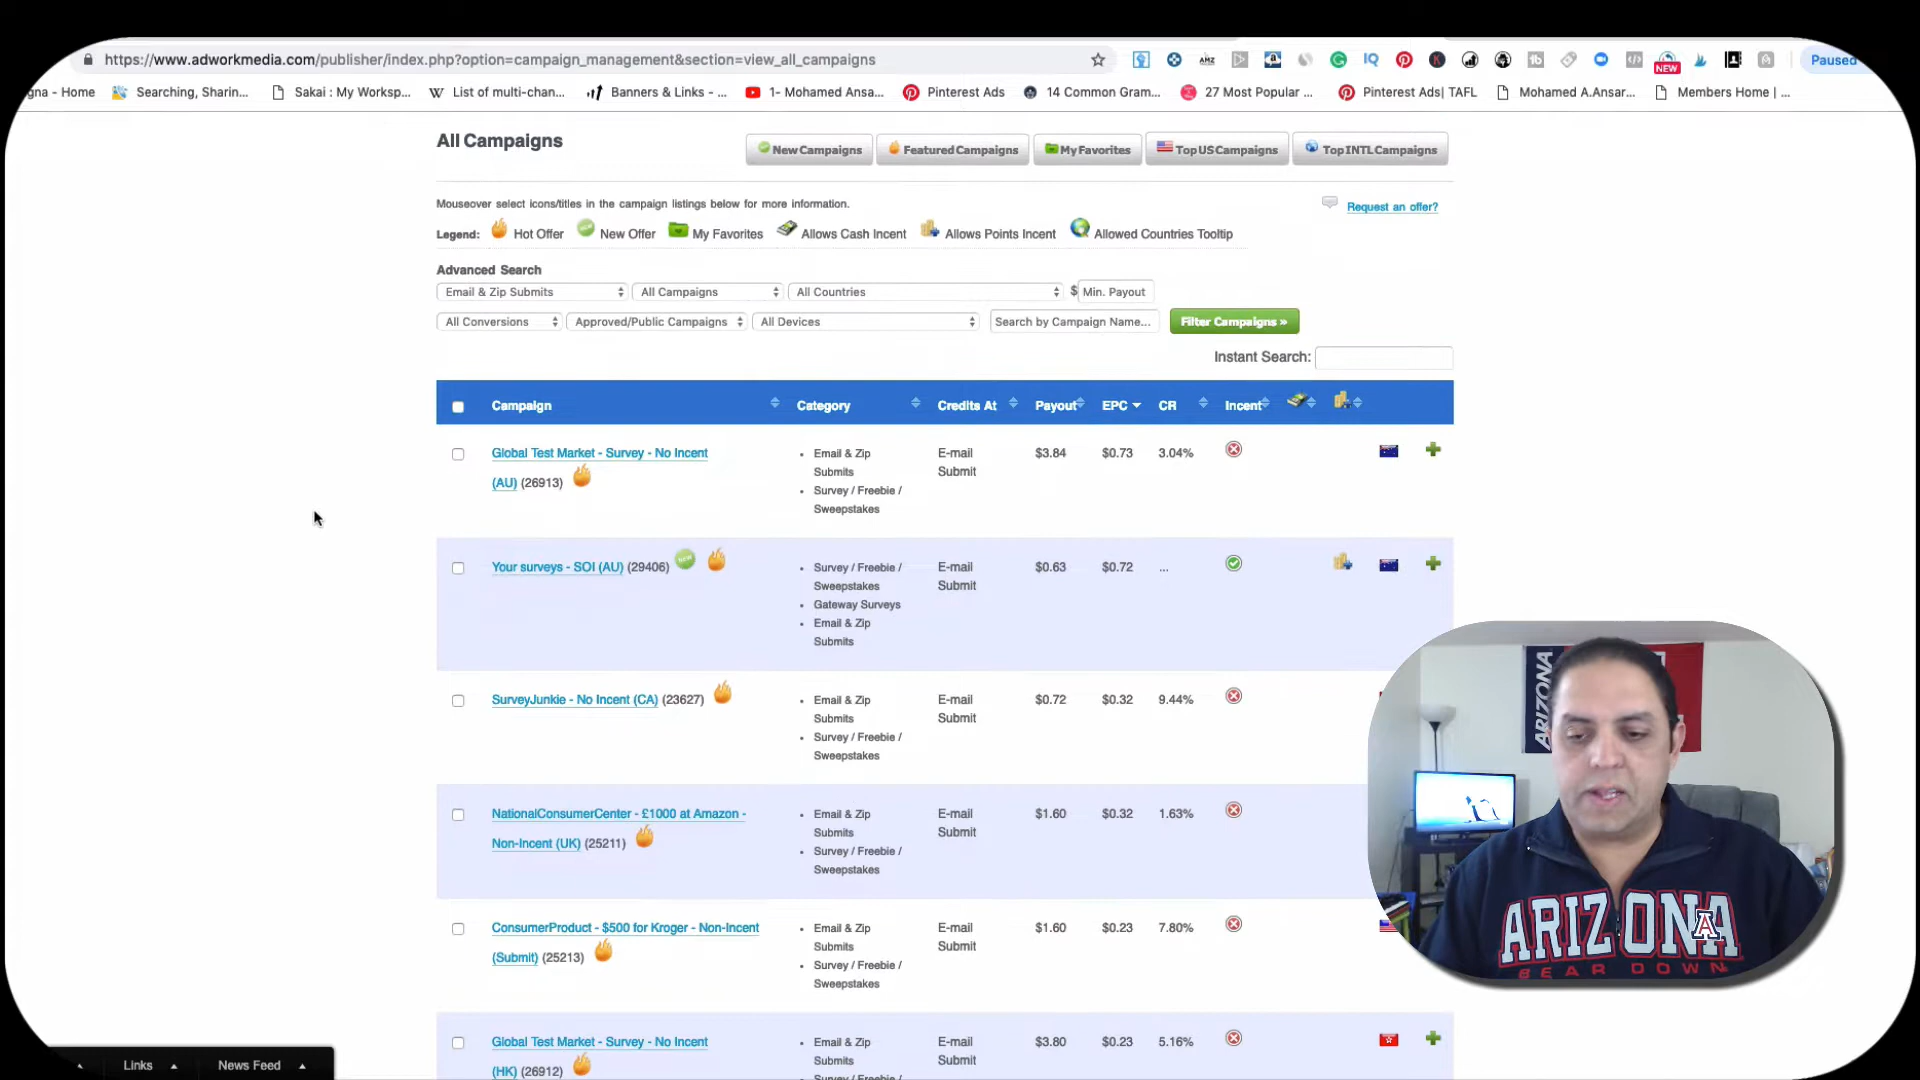 https://www.adworkmedia.com/publisher/index.php?option=campaign_management&section=view_all_campaigns
NEW
Paused
gna - Home
Searching, Sharin...
Sakai : My Worksp...
List of multi-chan...
Banners & Links - ...
1- Mohamed Ansa...
Pinterest Ads
14 Common Gram...
27 Most Popular ...
Pinterest Ads| TAFL
Mohamed A.Ansar...
Members Home | ...
All Campaigns
New Campaigns
Featured Campaigns
My Favorites
Top US Campaigns
Top INTL Campaigns
Mouseover select icons/titles in the campaign listings below for more information.
Request an offer?
Legend: Hot Offer New Offer My Favorites Allows Cash Incent Allows Points Incent Allowed Countries Tooltip
Advanced Search
Email & Zip Submits All Campaigns All Countries $ Min. Payout
All Conversions Approved/Public Campaigns All Devices Search by Campaign Name... Filter Campaigns »
Instant Search:
Campaign Category Credits At Payout EPC CR Incent
Global Test Market - Survey - No Incent
(AU) (26913)
Email & Zip
Submits
Survey / Freebie /
Sweepstakes
E-mail
Submit
$3.84 $0.73 3.04%
Your surveys - SOI (AU) (29406)
Survey / Freebie /
Sweepstakes
Gateway Surveys
Email & Zip
Submits
E-mail
Submit
$0.63 $0.72 ...
SurveyJunkie - No Incent (CA) (23627)
Email & Zip
Submits
Survey / Freebie /
Sweepstakes
E-mail
Submit
$0.72 $0.32 9.44%
NationalConsumerCenter - £1000 at Amazon -
Non-Incent (UK) (25211)
Email & Zip
Submits
Survey / Freebie /
Sweepstakes
E-mail
Submit
$1.60 $0.32 1.63%
ConsumerProduct - $500 for Kroger - Non-Incent
(Submit) (25213)
Email & Zip
Submits
Survey / Freebie /
Sweepstakes
E-mail
Submit
$1.60 $0.23 7.80%
Global Test Market - Survey - No Incent
(HK) (26912)
Email & Zip
Submits
Survey / Freebie /
E-mail
Submit
$3.80 $0.23 5.16%
Links
News Feed
ARIZONA
ARIZONA
A
BEAR DOWN